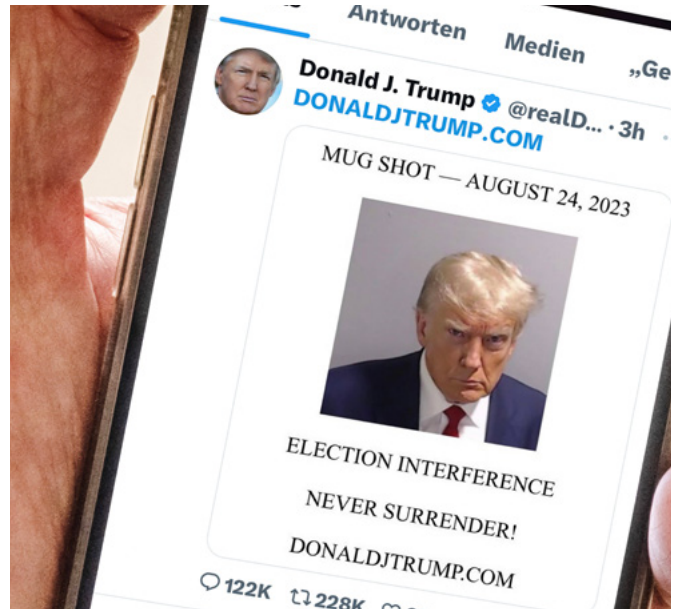 Antworten Medien „Ge
Donald J. Trump @realD... · 3h
DONALDJTRUMP.COM
MUG SHOT — AUGUST 24, 2023
ELECTION INTERFERENCE
NEVER SURRENDER!
DONALDJTRUMP.COM
122K 228K